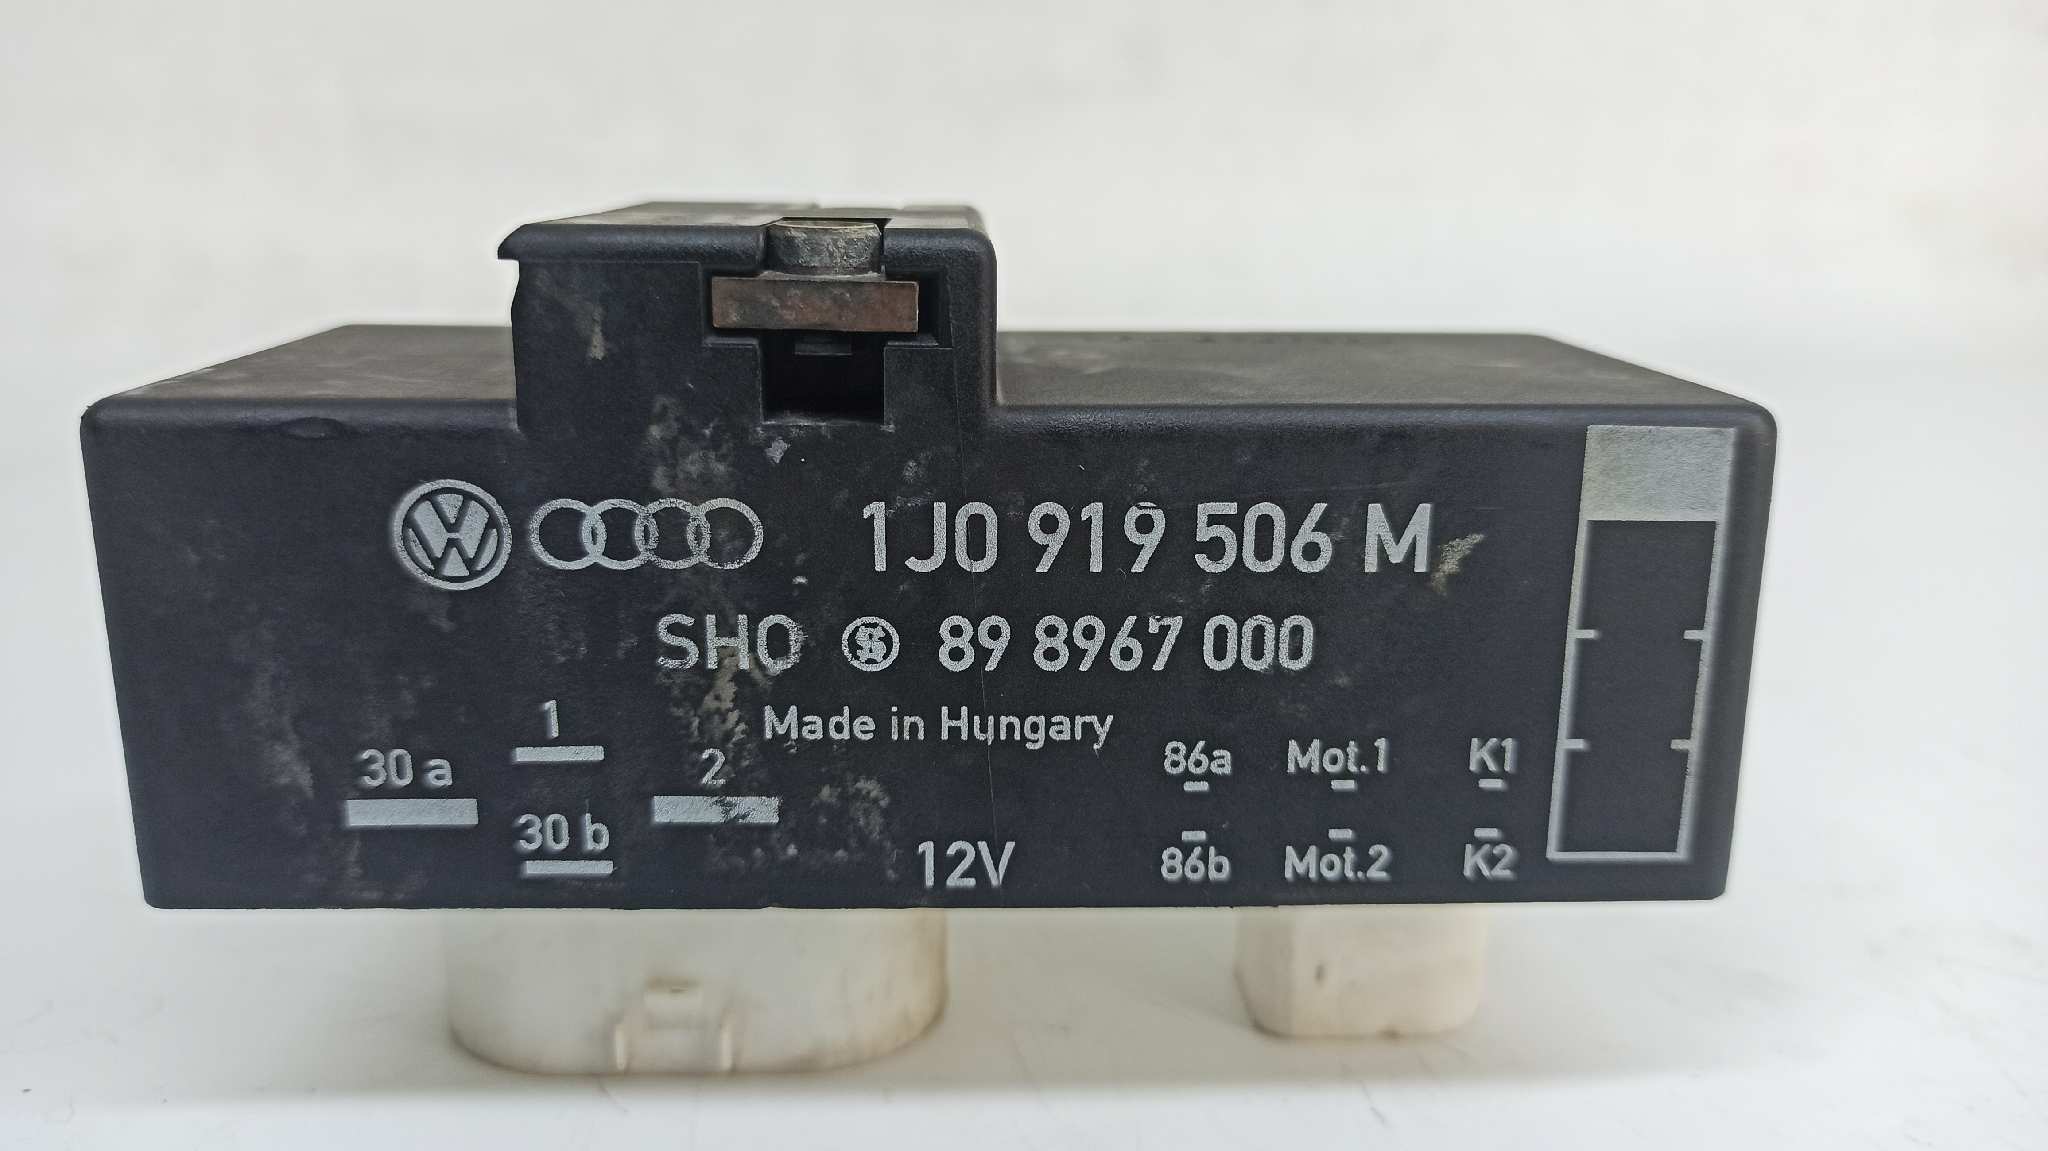 1J0 919 506 M
SHO 89 8967 000
Made in Hungary
1
30 a
2
30 b
12V
86a Mot.1 K1
86b Mot.2 K2